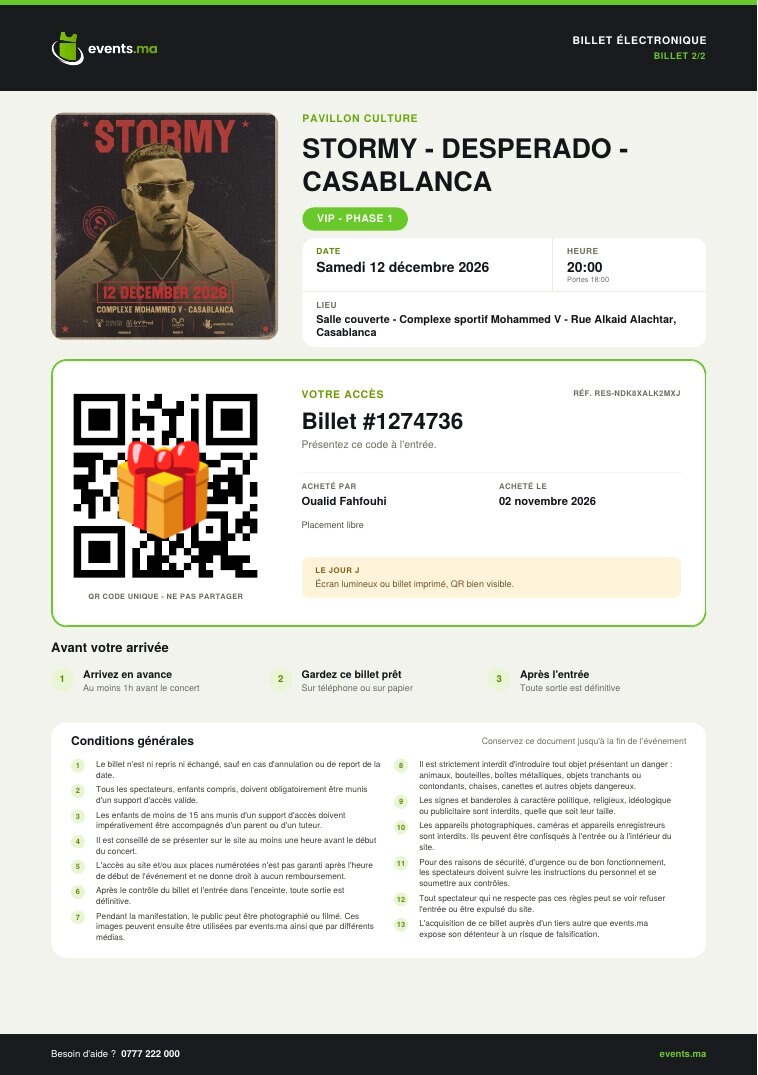 events.ma
BILLET ÉLECTRONIQUE
BILLET 2/2
STORMY
12 DECEMBER 2026
COMPLEXE MOHAMMED V - CASABLANCA
PAVILLON CULTURE
STORMY - DESPERADO -
CASABLANCA
VIP - PHASE 1
DATE
Samedi 12 décembre 2026
HEURE
20:00
Portes 18:00
LIEU
Salle couverte - Complexe sportif Mohammed V - Rue Alkaid Alachtar,
Casablanca
QR CODE UNIQUE - NE PAS PARTAGER
VOTRE ACCÈS
RÉF. RES-NDK8XALK2MXJ
Billet #1274736
Présentez ce code à l'entrée.
ACHETÉ PAR
Oualid Fahfouhi
ACHETÉ LE
02 novembre 2026
Placement libre
LE JOUR J
Écran lumineux ou billet imprimé, QR bien visible.
Avant votre arrivée
1
Arrivez en avance
Au moins 1h avant le concert
2
Gardez ce billet prêt
Sur téléphone ou sur papier
3
Après l'entrée
Toute sortie est définitive
Conditions générales
Conservez ce document jusqu'à la fin de l'événement
1 Le billet n'est ni repris ni échangé, sauf en cas d'annulation ou de report de la
date.
2 Tous les spectateurs, enfants compris, doivent obligatoirement être munis
d'un support d'accès valide.
3 Les enfants de moins de 15 ans munis d'un support d'accès doivent
impérativement être accompagnés d'un parent ou d'un tuteur.
4 Il est conseillé de se présenter sur le site au moins une heure avant le début
du concert.
5 L'accès au site et/ou aux places numérotées n'est pas garanti après l'heure
de début de l'événement et ne donne droit à aucun remboursement.
6 Après le contrôle du billet et l'entrée dans l'enceinte, toute sortie est
définitive.
7 Pendant la manifestation, le public peut être photographié ou filmé. Ces
images peuvent ensuite être utilisées par events.ma ainsi que par différents
médias.
8 Il est strictement interdit d'introduire tout objet présentant un danger :
animaux, bouteilles, boîtes métalliques, objets tranchants ou
contondants, chaises, canettes et autres objets dangereux.
9 Les signes et banderoles à caractère politique, religieux, idéologique
ou publicitaire sont interdits, quelle que soit leur taille.
10 Les appareils photographiques, caméras et appareils enregistreurs
sont interdits. Ils peuvent être confisqués à l'entrée ou à l'intérieur du
site.
11 Pour des raisons de sécurité, d'urgence ou de bon fonctionnement,
les spectateurs doivent suivre les instructions du personnel et se
soumettre aux contrôles.
12 Tout spectateur qui ne respecte pas ces règles peut se voir refuser
l'entrée ou être expulsé du site.
13 L'acquisition de ce billet auprès d'un tiers autre que events.ma
expose son détenteur à un risque de falsification.
Besoin d'aide ? 0777 222 000
events.ma